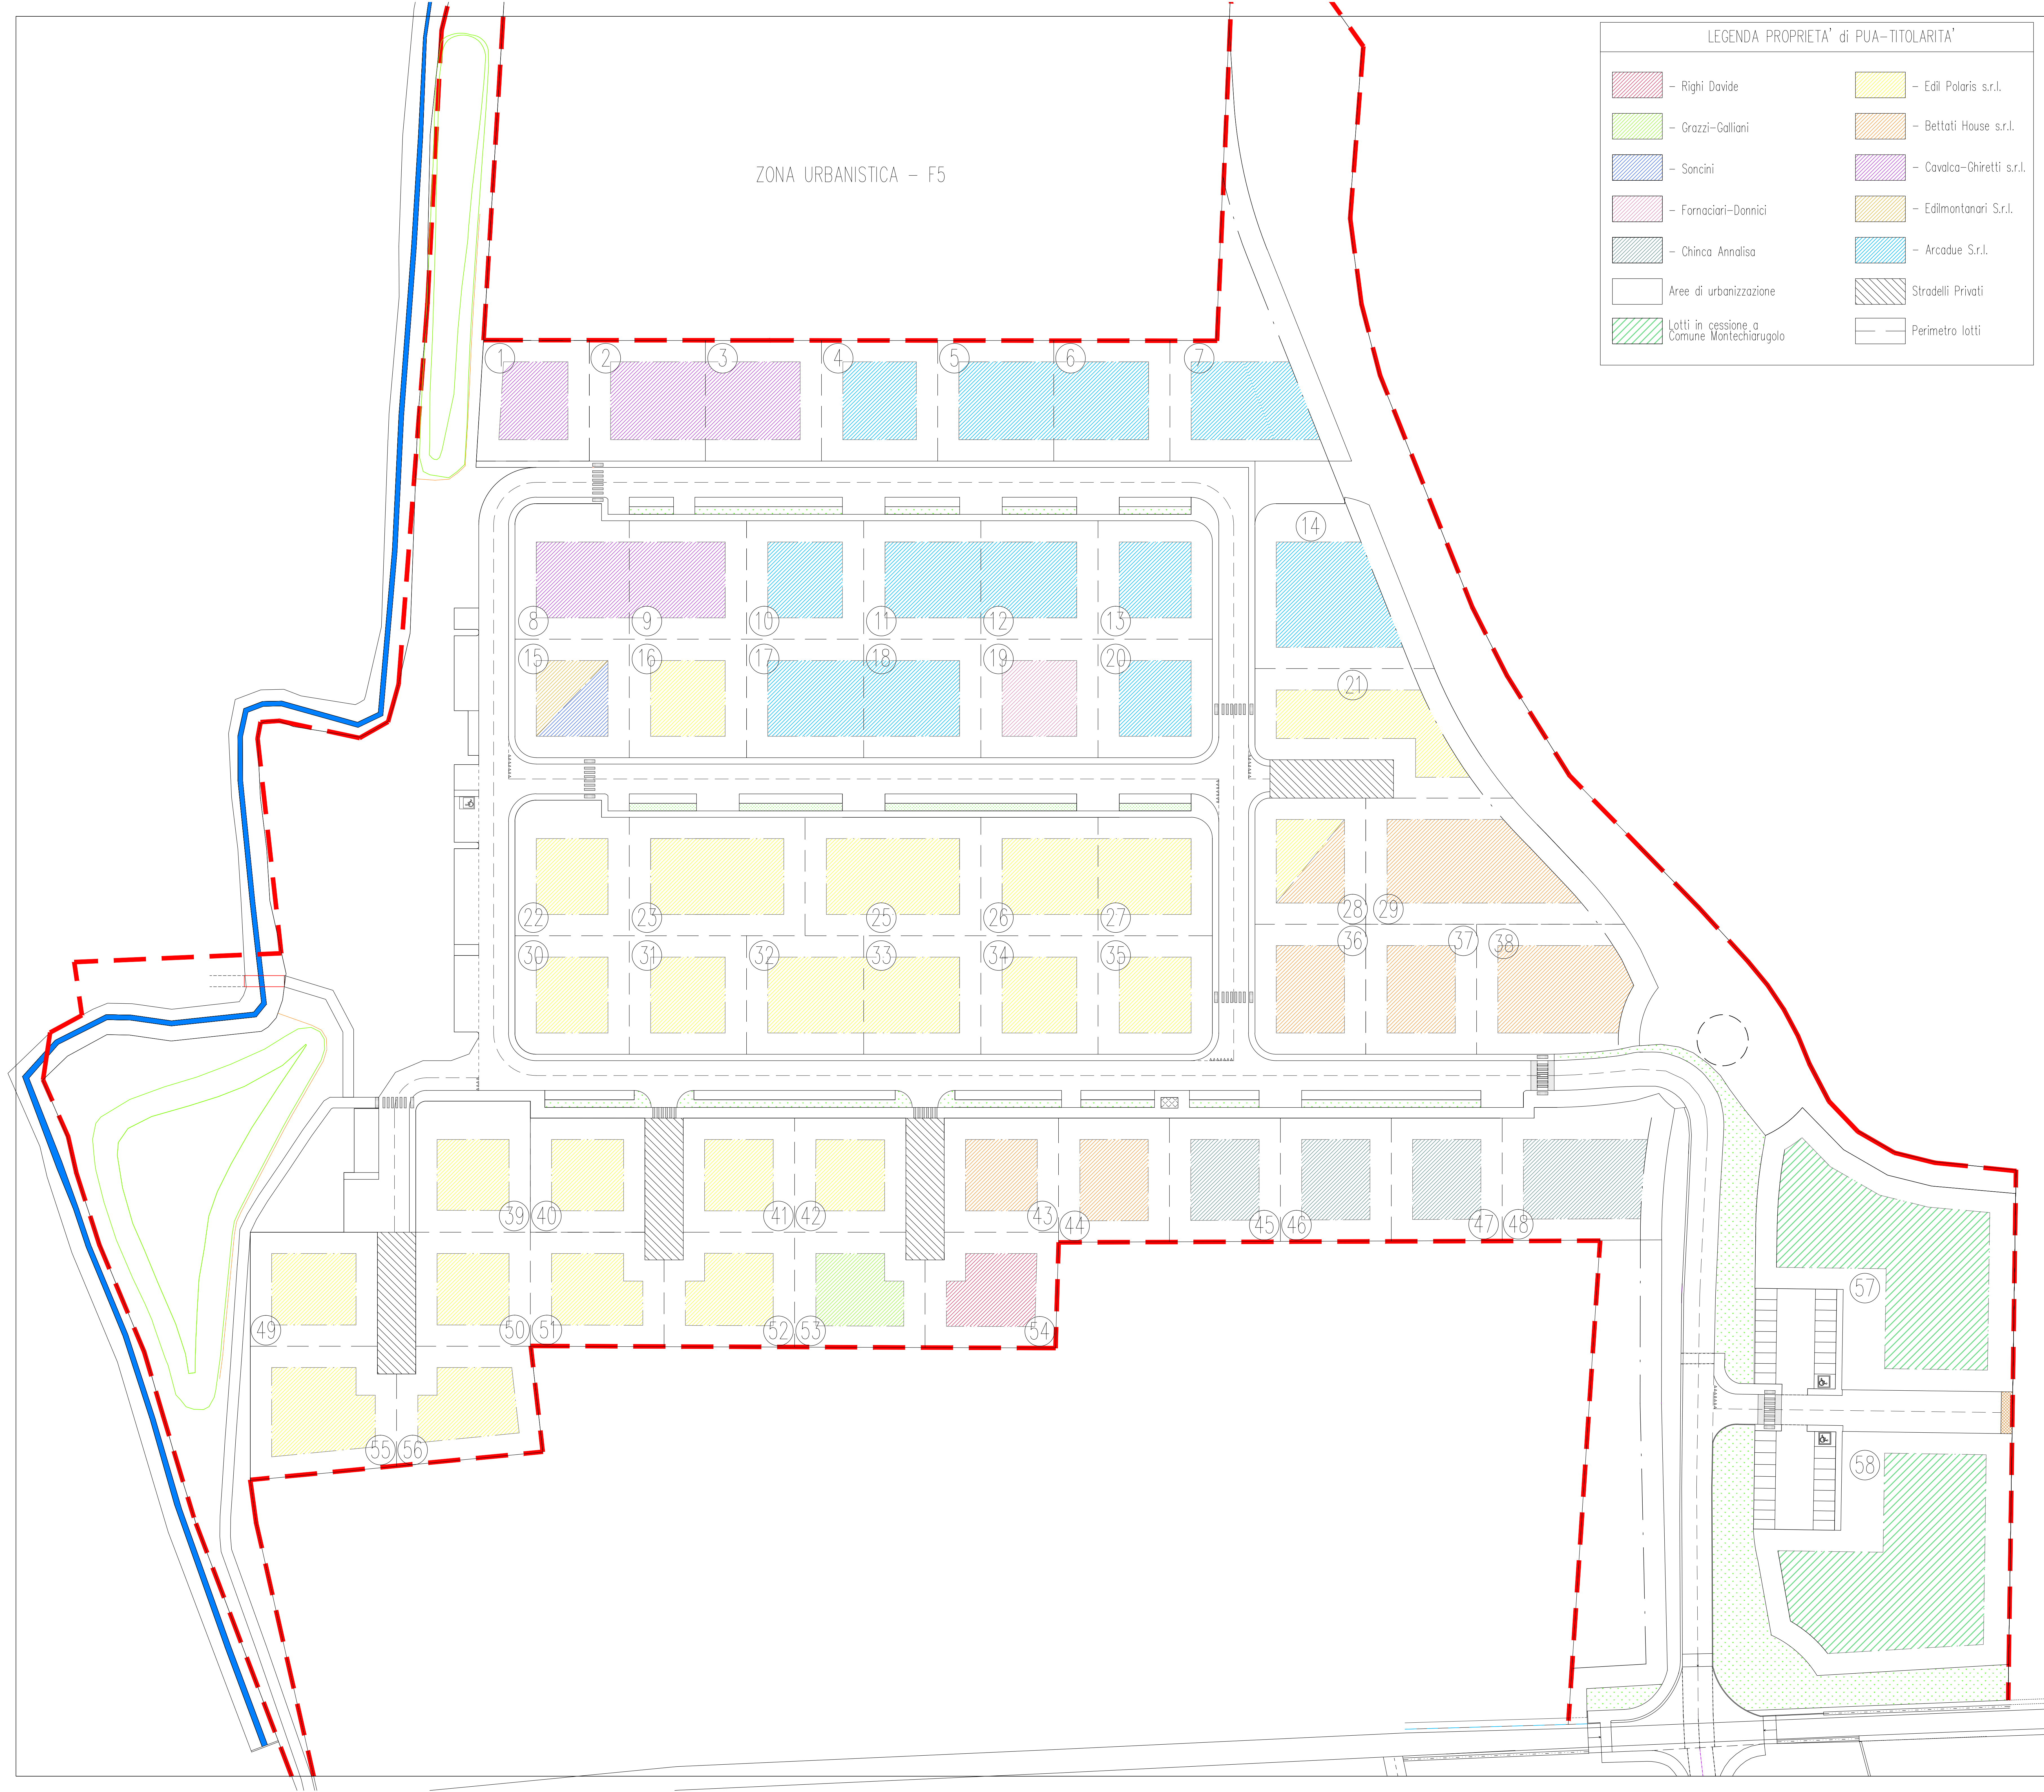 LEGENDA PROPRIETA' di PUA-TITOLARITA'
- Righi Davide
- Edil Polaris s.r.l.
- Grazzi-Galliani
- Bettati House s.r.l.
- Soncini
- Cavalca-Ghiretti s.r.l.
- Fornaciari-Donnici
- Edilmontanari S.r.l.
- Chinca Annalisa
- Arcadue S.r.l.
Aree di urbanizzazione
Stradelli Privati
Lotti in cessione a
Comune Montechiarugolo
Perimetro lotti
ZONA URBANISTICA - F5
1 2 3 4 5 6 7
14
8 9 10 11 12 13
15 16 17 18 19 20
21
22 23 25 26 27
28 29
30 31 32 33 34 35
36 37 38
39 40 41 42 43 44 45 46 47 48
57
49 50 51 52 53 54
55 56
58